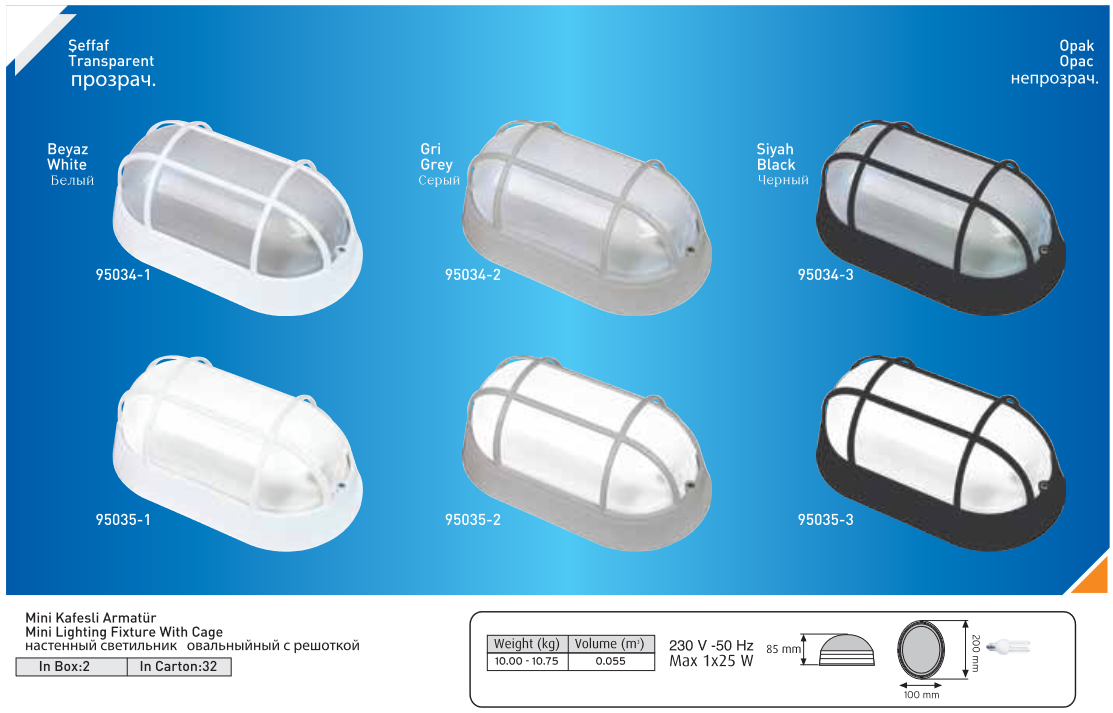 Şeffaf
Transparent
прозрач.
Opak
Opac
непрозрач.
Beyaz
White
Белый
Gri
Grey
Серый
Siyah
Black
Черный
95034-1
95034-2
95034-3
95035-1
95035-2
95035-3
Mini Kafesli Armatür
Mini Lighting Fixture With Cage
настенный светильник овальныйный с решоткой
In Box:2 In Carton:32
Weight (kg) Volume (m³)
10.00 - 10.75 0.055
230 V -50 Hz
Max 1x25 W
85 mm
200 mm
100 mm